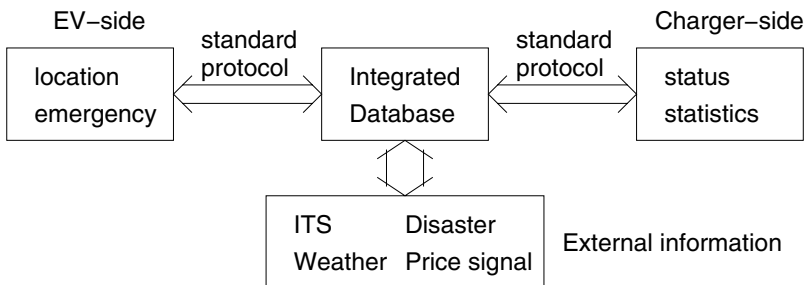 EV−side
Charger−side
standard
protocol
standard
protocol
location
emergency
Integrated
Database
status
statistics
ITS Disaster
Weather Price signal
External information